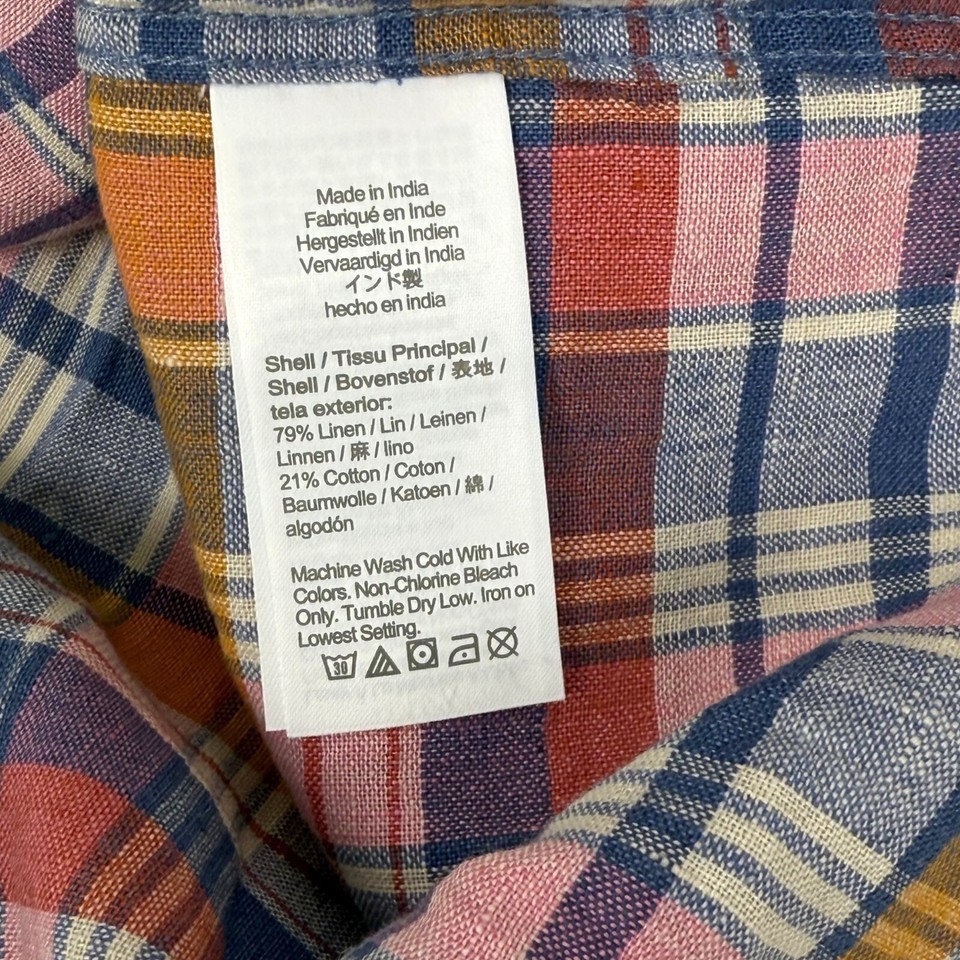 Made in India
Fabriqué en Inde
Hergestellt in Indien
Vervaardigd in India
インド製
hecho en india
Shell / Tissu Principal /
Shell / Bovenstof / 表地 /
tela exterior:
79% Linen / Lin / Leinen /
Linnen / 麻 / lino
21% Cotton / Coton /
Baumwolle / Katoen / 綿 /
algodón
Machine Wash Cold With Like
Colors. Non-Chlorine Bleach
Only. Tumble Dry Low. Iron on
Lowest Setting.
30